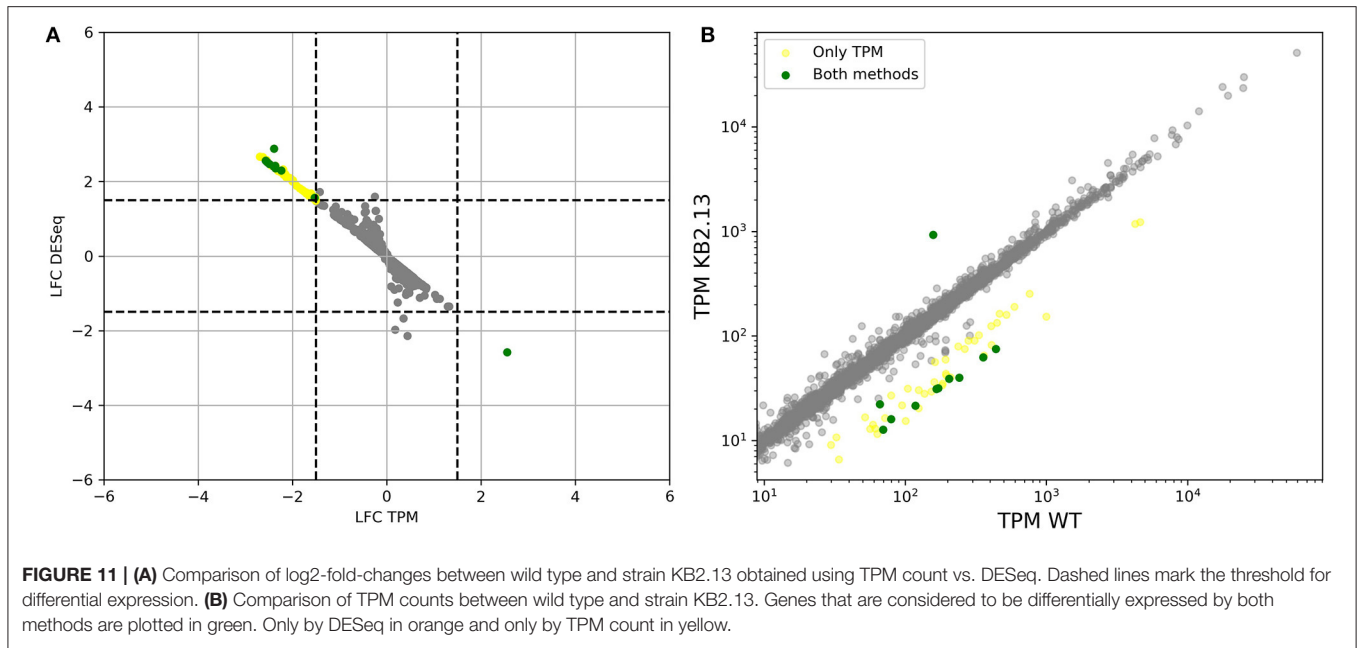 A
B
6
4
2
0
−2
−4
−6
LFC DESeq
−6
−4
−2
0
2
4
6
LFC TPM
Only TPM
Both methods
10⁴
10³
10²
10¹
TPM KB2.13
10¹
10²
10³
10⁴
TPM WT
FIGURE 11 | (A) Comparison of log2-fold-changes between wild type and strain KB2.13 obtained using TPM count vs. DESeq. Dashed lines mark the threshold for
differential expression. (B) Comparison of TPM counts between wild type and strain KB2.13. Genes that are considered to be differentially expressed by both
methods are plotted in green. Only by DESeq in orange and only by TPM count in yellow.